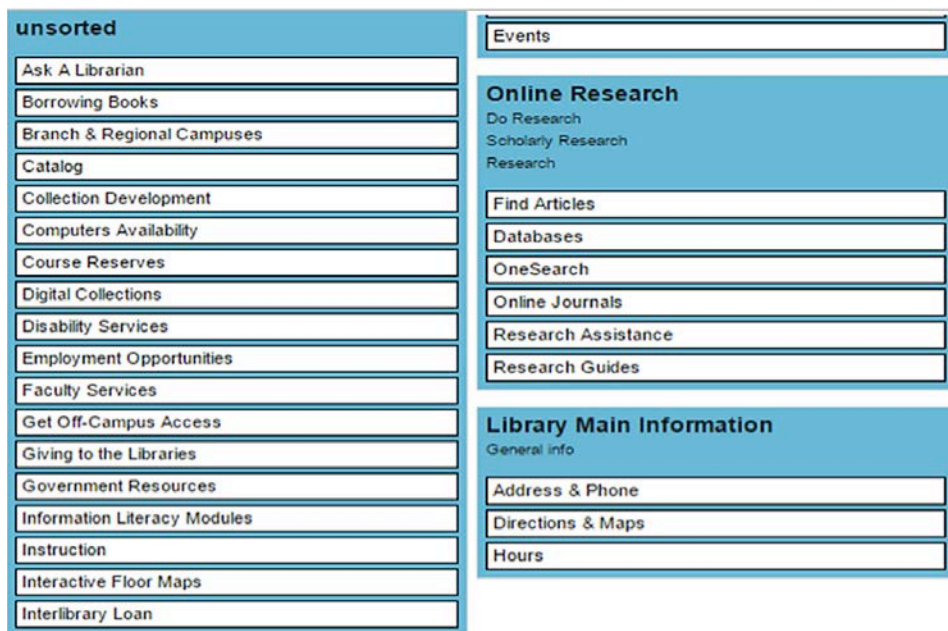 unsorted
Ask A Librarian
Borrowing Books
Branch & Regional Campuses
Catalog
Collection Development
Computers Availability
Course Reserves
Digital Collections
Disability Services
Employment Opportunities
Faculty Services
Get Off-Campus Access
Giving to the Libraries
Government Resources
Information Literacy Modules
Instruction
Interactive Floor Maps
Interlibrary Loan
Events
Online Research
Do Research
Scholarly Research
Research
Find Articles
Databases
OneSearch
Online Journals
Research Assistance
Research Guides
Library Main Information
General info
Address & Phone
Directions & Maps
Hours